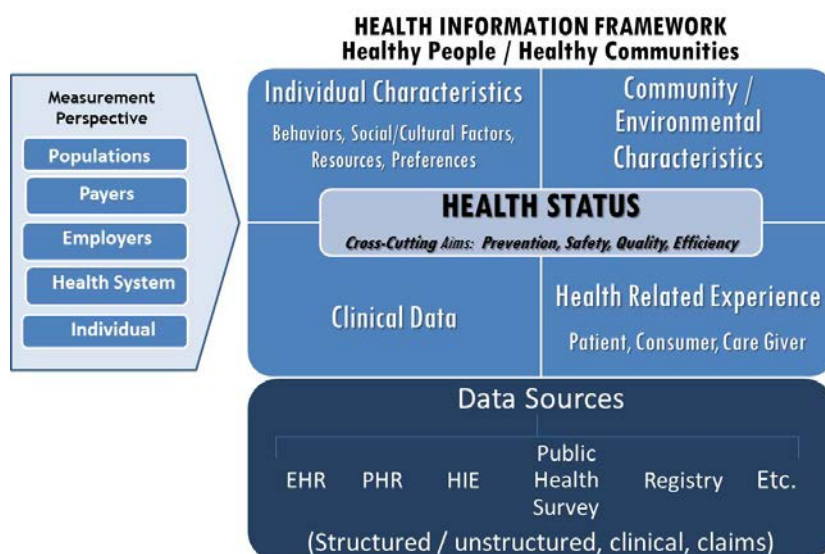 HEALTH INFORMATION FRAMEWORK
Healthy People / Healthy Communities
Measurement
Perspective
Populations
Payers
Employers
Health System
Individual
Individual Characteristics
Behaviors, Social/Cultural Factors,
Resources, Preferences
Community /
Environmental
Characteristics
HEALTH STATUS
Cross-Cutting Aims: Prevention, Safety, Quality, Efficiency
Clinical Data
Health Related Experience
Patient, Consumer, Care Giver
Data Sources
EHR
PHR
HIE
Public
Health
Survey
Registry
Etc.
(Structured / unstructured, clinical, claims)